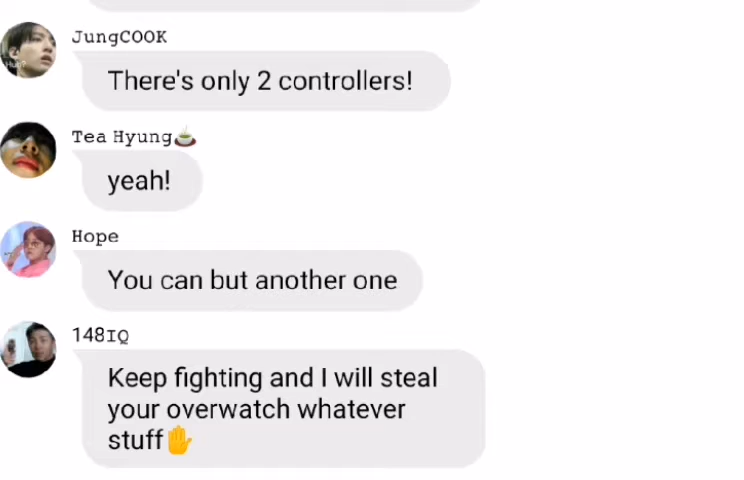 JungCOOK
Huh?
There's only 2 controllers!
Tea Hyung🍵
yeah!
Hope
You can but another one
148IQ
Keep fighting and I will steal
your overwatch whatever
stuff✋